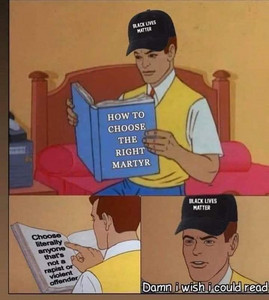 BLACK LIVES
MATTER
HOW TO
CHOOSE
THE
RIGHT
MARTYR
Choose
literally
anyone
that's
not a
rapist or
violent
offender
BLACK LIVES
MATTER
Damn i wish i could read